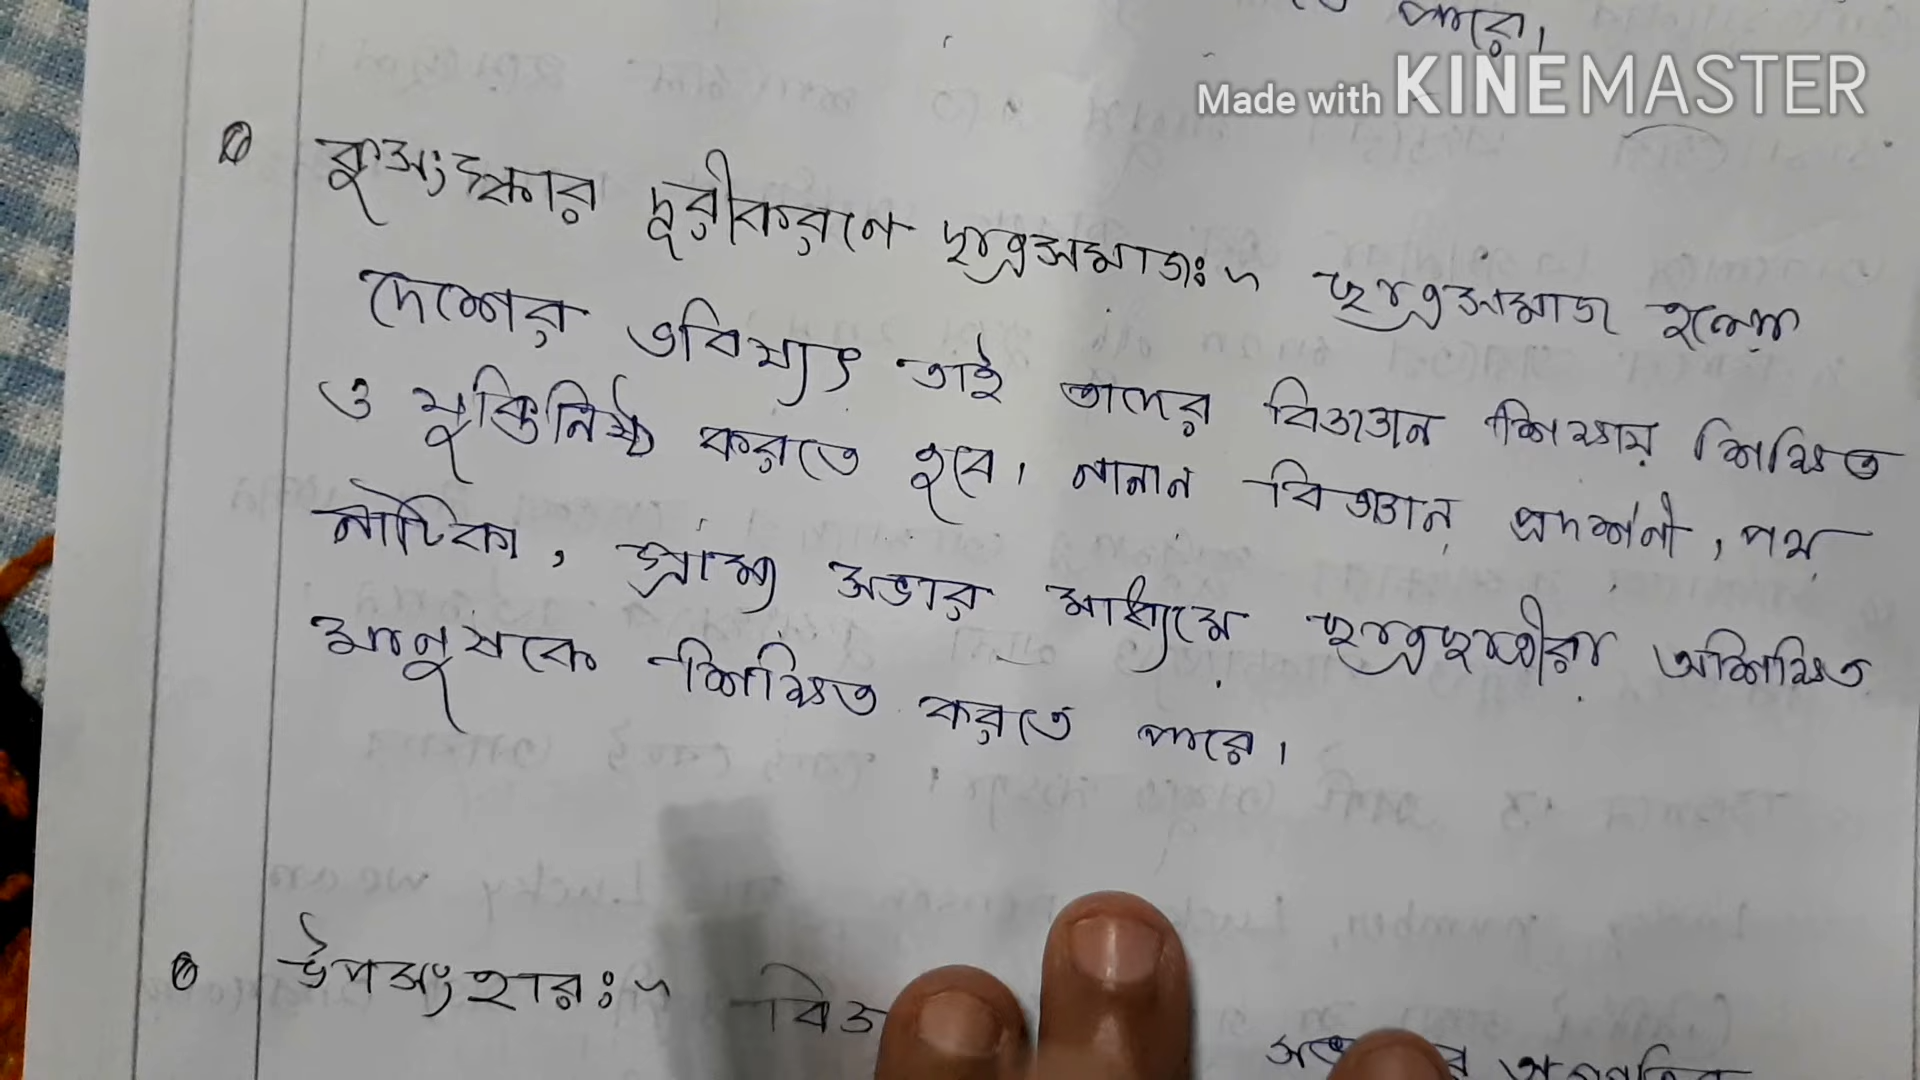 পারে।
Made with KINEMASTER
কুসংস্কার দূরীকরণে ছাত্রসমাজঃ- ছাত্রসমাজ হলো
দেশের ভবিষ্যৎ তাই তাদের বিজ্ঞান শিক্ষায় শিক্ষিত
ও যুক্তিনিষ্ঠ করতে হবে। নানান বিজ্ঞান প্রদর্শনী, পথ
নাটিকা, গ্রাম্য সভার মাধ্যমে ছাত্রছাত্রীরা অশিক্ষিত
মানুষকে শিক্ষিত করতে পারে।
উপসংহারঃ-